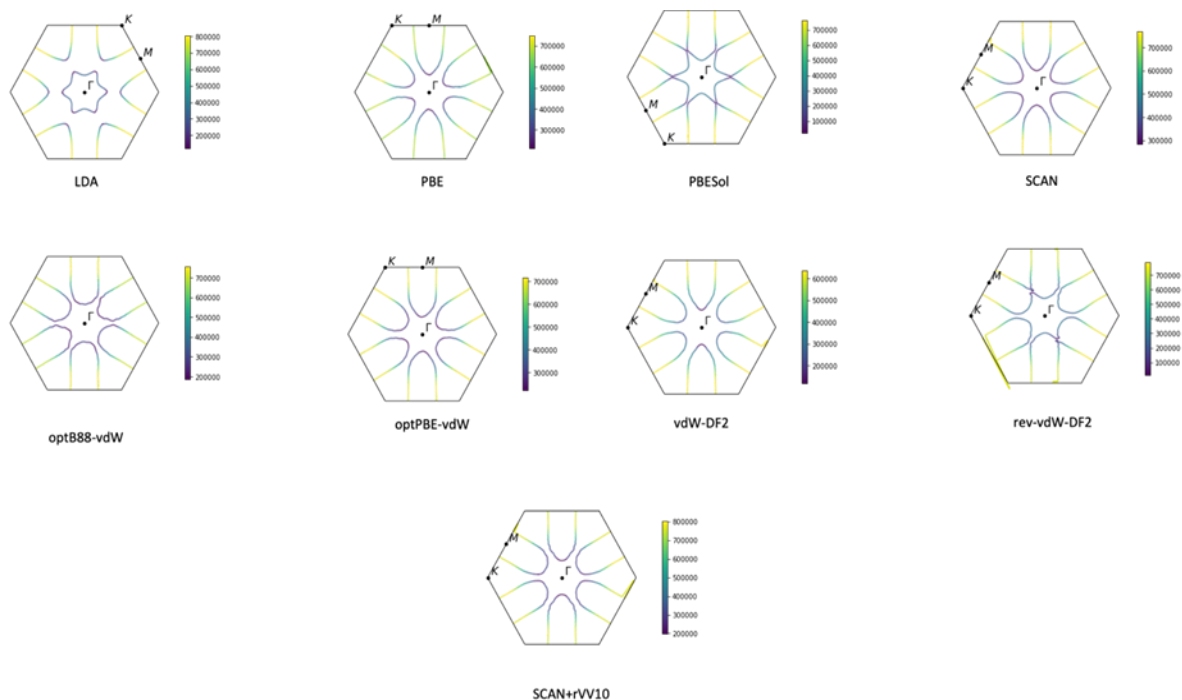 K
M
Γ
800000
700000
600000
500000
400000
300000
200000
LDA
K
M
Γ
700000
600000
500000
400000
300000
PBE
Γ
M
K
700000
600000
500000
400000
300000
200000
100000
PBESol
M
K
Γ
700000
600000
500000
400000
300000
SCAN
Γ
700000
600000
500000
400000
300000
200000
optB88-vdW
K
M
Γ
700000
600000
500000
400000
300000
optPBE-vdW
M
K
Γ
600000
500000
400000
300000
200000
vdW-DF2
M
K
Γ
700000
600000
500000
400000
300000
200000
100000
rev-vdW-DF2
M
K
Γ
800000
700000
600000
500000
400000
300000
200000
SCAN+rVV10